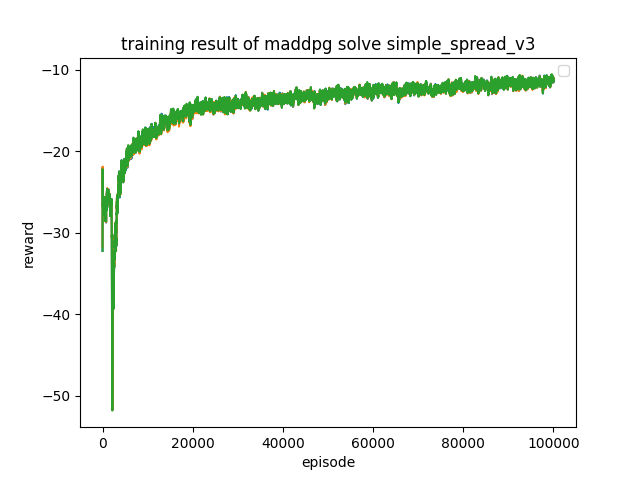 training result of maddpg solve simple_spread_v3
−10
−20
−30
−40
−50
reward
0 20000 40000 60000 80000 100000
episode